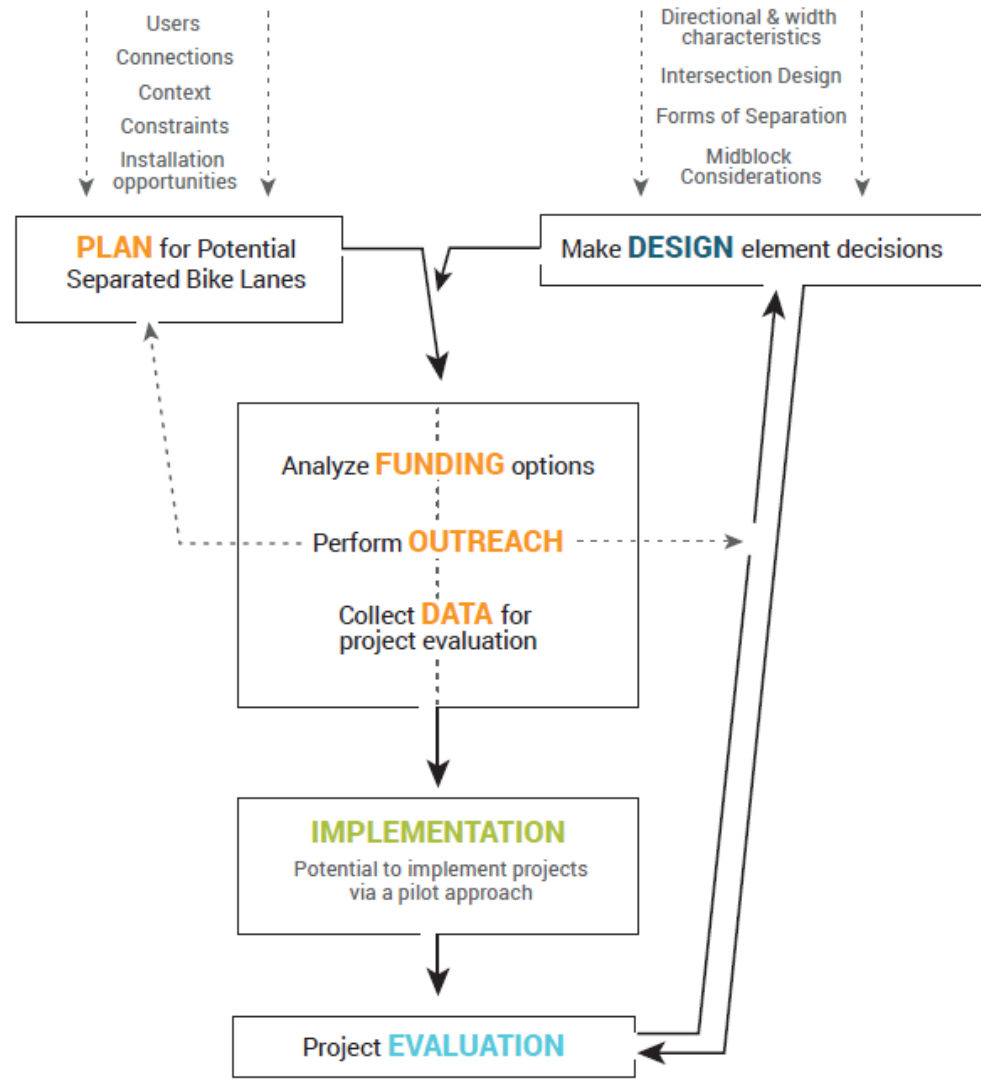 Users
Connections
Context
Constraints
Installation
opportunities
Directional & width
characteristics
Intersection Design
Forms of Separation
Midblock
Considerations
PLAN for Potential
Separated Bike Lanes
Make DESIGN element decisions
Analyze FUNDING options
Perform OUTREACH
Collect DATA for
project evaluation
IMPLEMENTATION
Potential to implement projects
via a pilot approach
Project EVALUATION